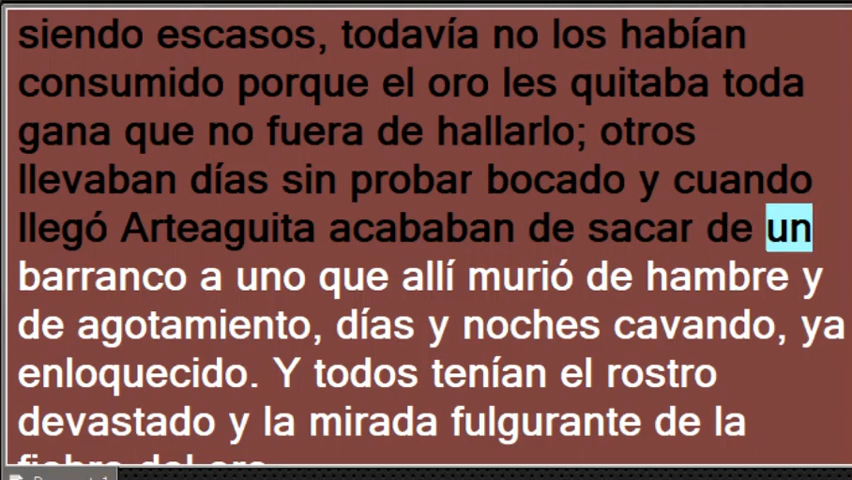 siendo escasos, todavía no los habían
consumido porque el oro les quitaba toda
gana que no fuera de hallarlo; otros
llevaban días sin probar bocado y cuando
llegó Arteaguita acababan de sacar de un
barranco a uno que allí murió de hambre y
de agotamiento, días y noches cavando, ya
enloquecido. Y todos tenían el rostro
devastado y la mirada fulgurante de la
fiebre del oro